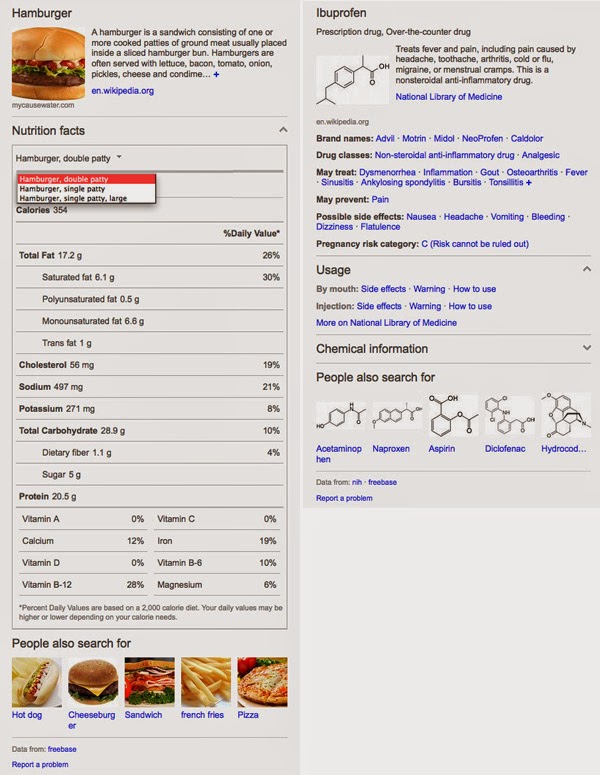 Hamburger
A hamburger is a sandwich consisting of one or
more cooked patties of ground meat usually placed
inside a sliced hamburger bun. Hamburgers are
often served with lettuce, bacon, tomato, onion,
pickles, cheese and condime... +
en.wikipedia.org
mycausewater.com
Nutrition facts
Hamburger, double patty
Hamburger, double patty
Hamburger, single patty
Hamburger, single patty, large
Calories 354
%Daily Value*
Total Fat 17.2 g 26%
Saturated fat 6.1 g 30%
Polyunsaturated fat 0.5 g
Monounsaturated fat 6.6 g
Trans fat 1 g
Cholesterol 56 mg 19%
Sodium 497 mg 21%
Potassium 271 mg 8%
Total Carbohydrate 28.9 g 10%
Dietary fiber 1.1 g 4%
Sugar 5 g
Protein 20.5 g
Vitamin A 0% Vitamin C 0%
Calcium 12% Iron 19%
Vitamin D 0% Vitamin B-6 10%
Vitamin B-12 28% Magnesium 6%
*Percent Daily Values are based on a 2,000 calorie diet. Your daily values may be
higher or lower depending on your calorie needs.
People also search for
Hot dog Cheeseburg Sandwich french fries Pizza
er
Data from: freebase
Report a problem
Ibuprofen
Prescription drug, Over-the-counter drug
Treats fever and pain, including pain caused by
headache, toothache, arthritis, cold or flu,
migraine, or menstrual cramps. This is a
nonsteroidal anti-inflammatory drug.
National Library of Medicine
OH
O
en.wikipedia.org
Brand names: Advil · Motrin · Midol · NeoProfen · Caldolor
Drug classes: Non-steroidal anti-inflammatory drug · Analgesic
May treat: Dysmenorrhea · Inflammation · Gout · Osteoarthritis · Fever
· Sinusitis · Ankylosing spondylitis · Bursitis · Tonsillitis +
May prevent: Pain
Possible side effects: Nausea · Headache · Vomiting · Bleeding ·
Dizziness · Flatulence
Pregnancy risk category: C (Risk cannot be ruled out)
Usage
By mouth: Side effects · Warning · How to use
Injection: Side effects · Warning · How to use
More on National Library of Medicine
Chemical information
People also search for
Acetaminop Naproxen Aspirin Diclofenac Hydrocod...
hen
Data from: nih · freebase
Report a problem